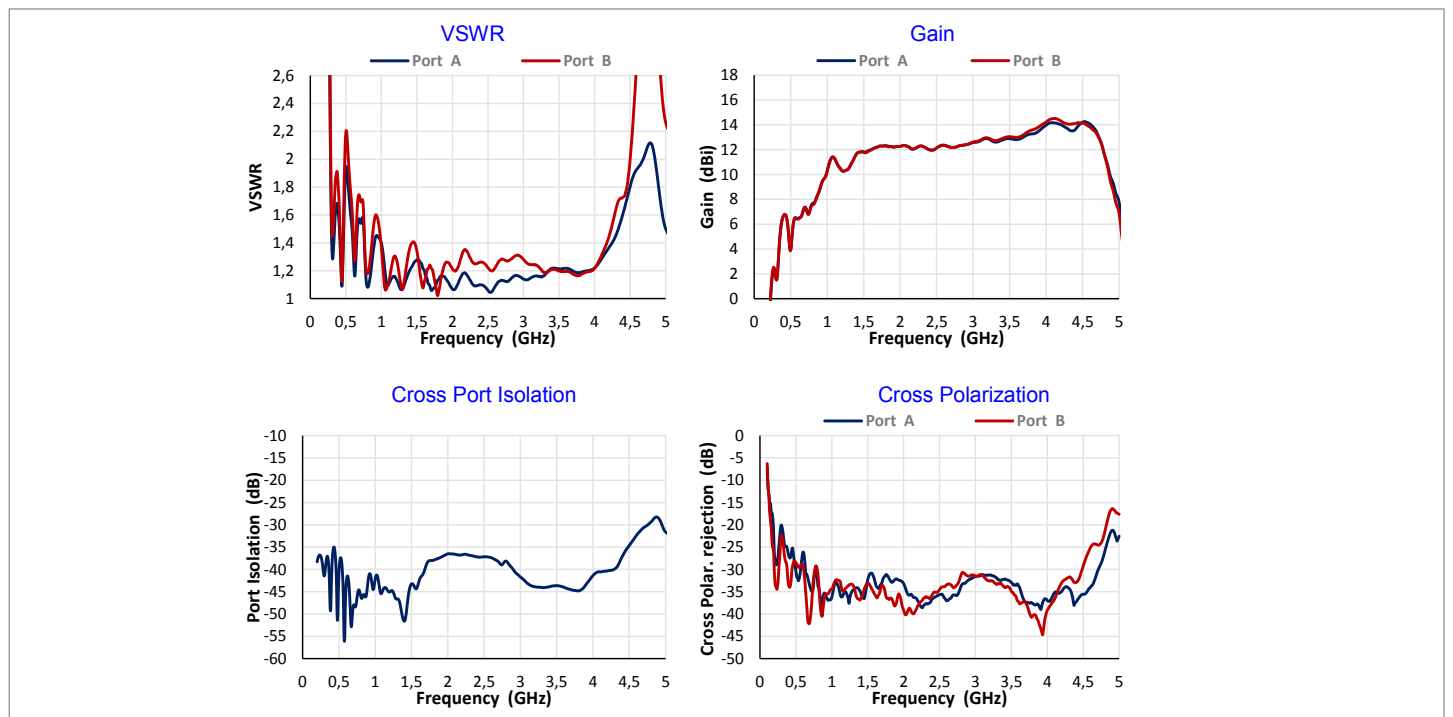 VSWR
Port A Port B
2,6
2,4
2,2
2
1,8
1,6
1,4
1,2
1
VSWR
0 0,5 1 1,5 2 2,5 3 3,5 4 4,5 5
Frequency (GHz)
Gain
Port A Port B
18
16
14
12
10
8
6
4
2
0
Gain (dBi)
0 0,5 1 1,5 2 2,5 3 3,5 4 4,5 5
Frequency (GHz)
Cross Port Isolation
-10
-15
-20
-25
-30
-35
-40
-45
-50
-55
-60
Port Isolation (dB)
0 0,5 1 1,5 2 2,5 3 3,5 4 4,5 5
Frequency (GHz)
Cross Polarization
Port A Port B
0
-5
-10
-15
-20
-25
-30
-35
-40
-45
-50
Cross Polar. rejection (dB)
0 0,5 1 1,5 2 2,5 3 3,5 4 4,5 5
Frequency (GHz)